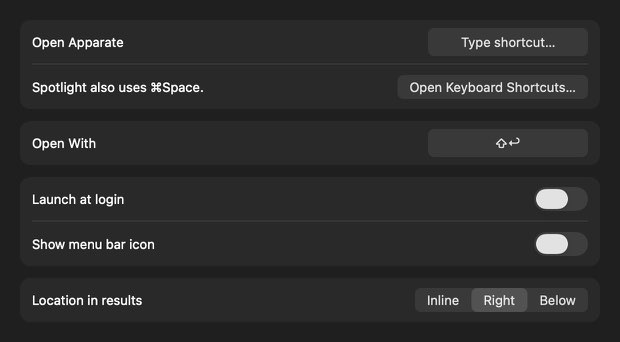 Open Apparate
Type shortcut...
Spotlight also uses ⌘Space.
Open Keyboard Shortcuts...
Open With
⇧↩
Launch at login
Show menu bar icon
Location in results
Inline Right Below